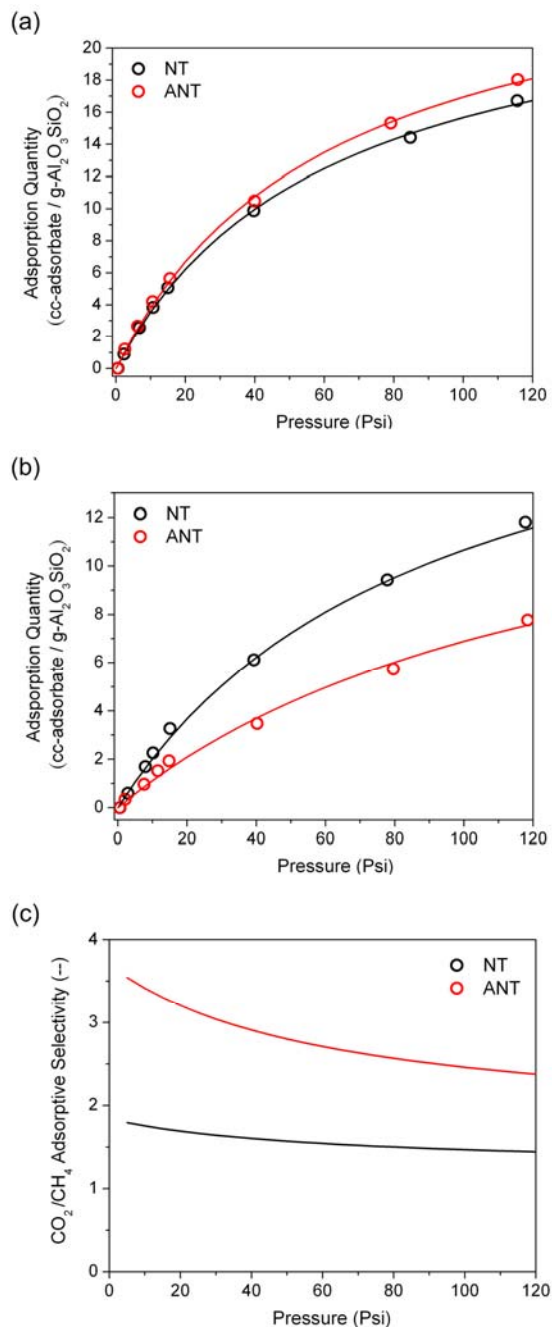 (a)
20
18
16
14
12
10
8
6
4
2
0
NT
ANT
Adsporption Quantity
(cc-adsorbate / g-Al2O3SiO2)
0 20 40 60 80 100 120
Pressure (Psi)
(b)
12
10
8
6
4
2
0
NT
ANT
Adsporption Quantity
(cc-adsorbate / g-Al2O3SiO2)
0 20 40 60 80 100 120
Pressure (Psi)
(c)
4
3
2
1
0
NT
ANT
CO2/CH4 Adsorptive Selectivity (--)
0 20 40 60 80 100 120
Pressure (Psi)